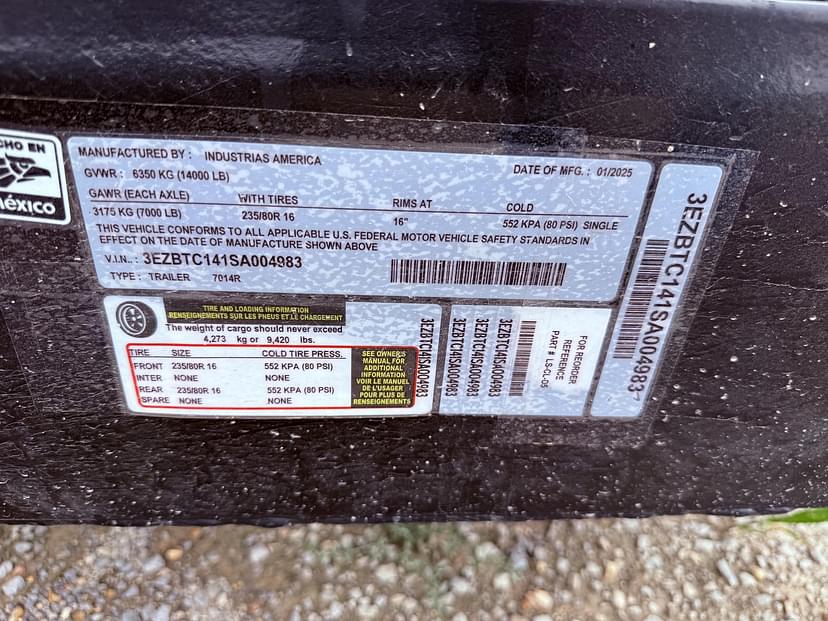 CHO EN
éxico
MANUFACTURED BY : INDUSTRIAS AMERICA
DATE OF MFG. : 01/2025
GVWR : 6350 KG (14000 LB)
GAWR (EACH AXLE) WITH TIRES RIMS AT COLD
3175 KG (7000 LB) 235/80R 16 16" 552 KPA (80 PSI) SINGLE
THIS VEHICLE CONFORMS TO ALL APPLICABLE U.S. FEDERAL MOTOR VEHICLE SAFETY STANDARDS IN
EFFECT ON THE DATE OF MANUFACTURE SHOWN ABOVE
V.I.N.: 3EZBTC141SA004983
TYPE : TRAILER 7014R
3EZBTC141SA004983
TIRE AND LOADING INFORMATION
RENSEIGNEMENTS SUR LES PNEUS ET LE CHARGEMENT
The weight of cargo should never exceed
4,273 kg or 9,420 lbs.
TIRE SIZE COLD TIRE PRESS.
FRONT 235/80R 16 552 KPA (80 PSI)
INTER NONE NONE
REAR 235/80R 16 552 KPA (80 PSI)
SPARE NONE NONE
SEE OWNER'S
MANUAL FOR
ADDITIONAL
INFORMATION
VOIR LE MANUEL
DE L'USAGER
POUR PLUS DE
RENSEIGNEMENTS
3EZBTC141SA004983
3EZBTC141SA004983
3EZBTC141SA004983
3EZBTC141SA004983
FOR REORDER
REFERENCE
PART # LS-CU-05